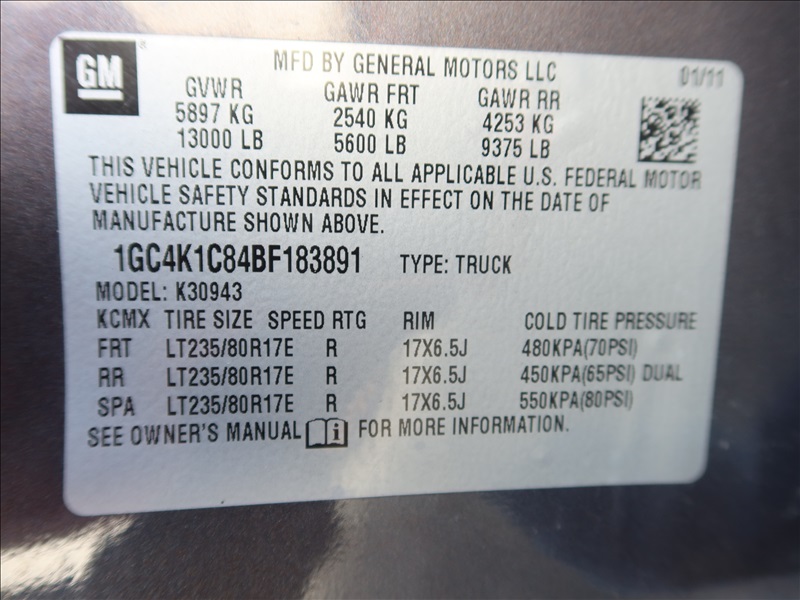 GM
MFD BY GENERAL MOTORS LLC
01/11
GVWR GAWR FRT GAWR RR
5897 KG 2540 KG 4253 KG
13000 LB 5600 LB 9375 LB
THIS VEHICLE CONFORMS TO ALL APPLICABLE U.S. FEDERAL MOTOR
VEHICLE SAFETY STANDARDS IN EFFECT ON THE DATE OF
MANUFACTURE SHOWN ABOVE.
1GC4K1C84BF183891 TYPE: TRUCK
MODEL: K30943
KCMX TIRE SIZE SPEED RTG RIM COLD TIRE PRESSURE
FRT LT235/80R17E R 17X6.5J 480KPA(70PSI)
RR LT235/80R17E R 17X6.5J 450KPA(65PSI) DUAL
SPA LT235/80R17E R 17X6.5J 550KPA(80PSI)
SEE OWNER'S MANUAL i FOR MORE INFORMATION.